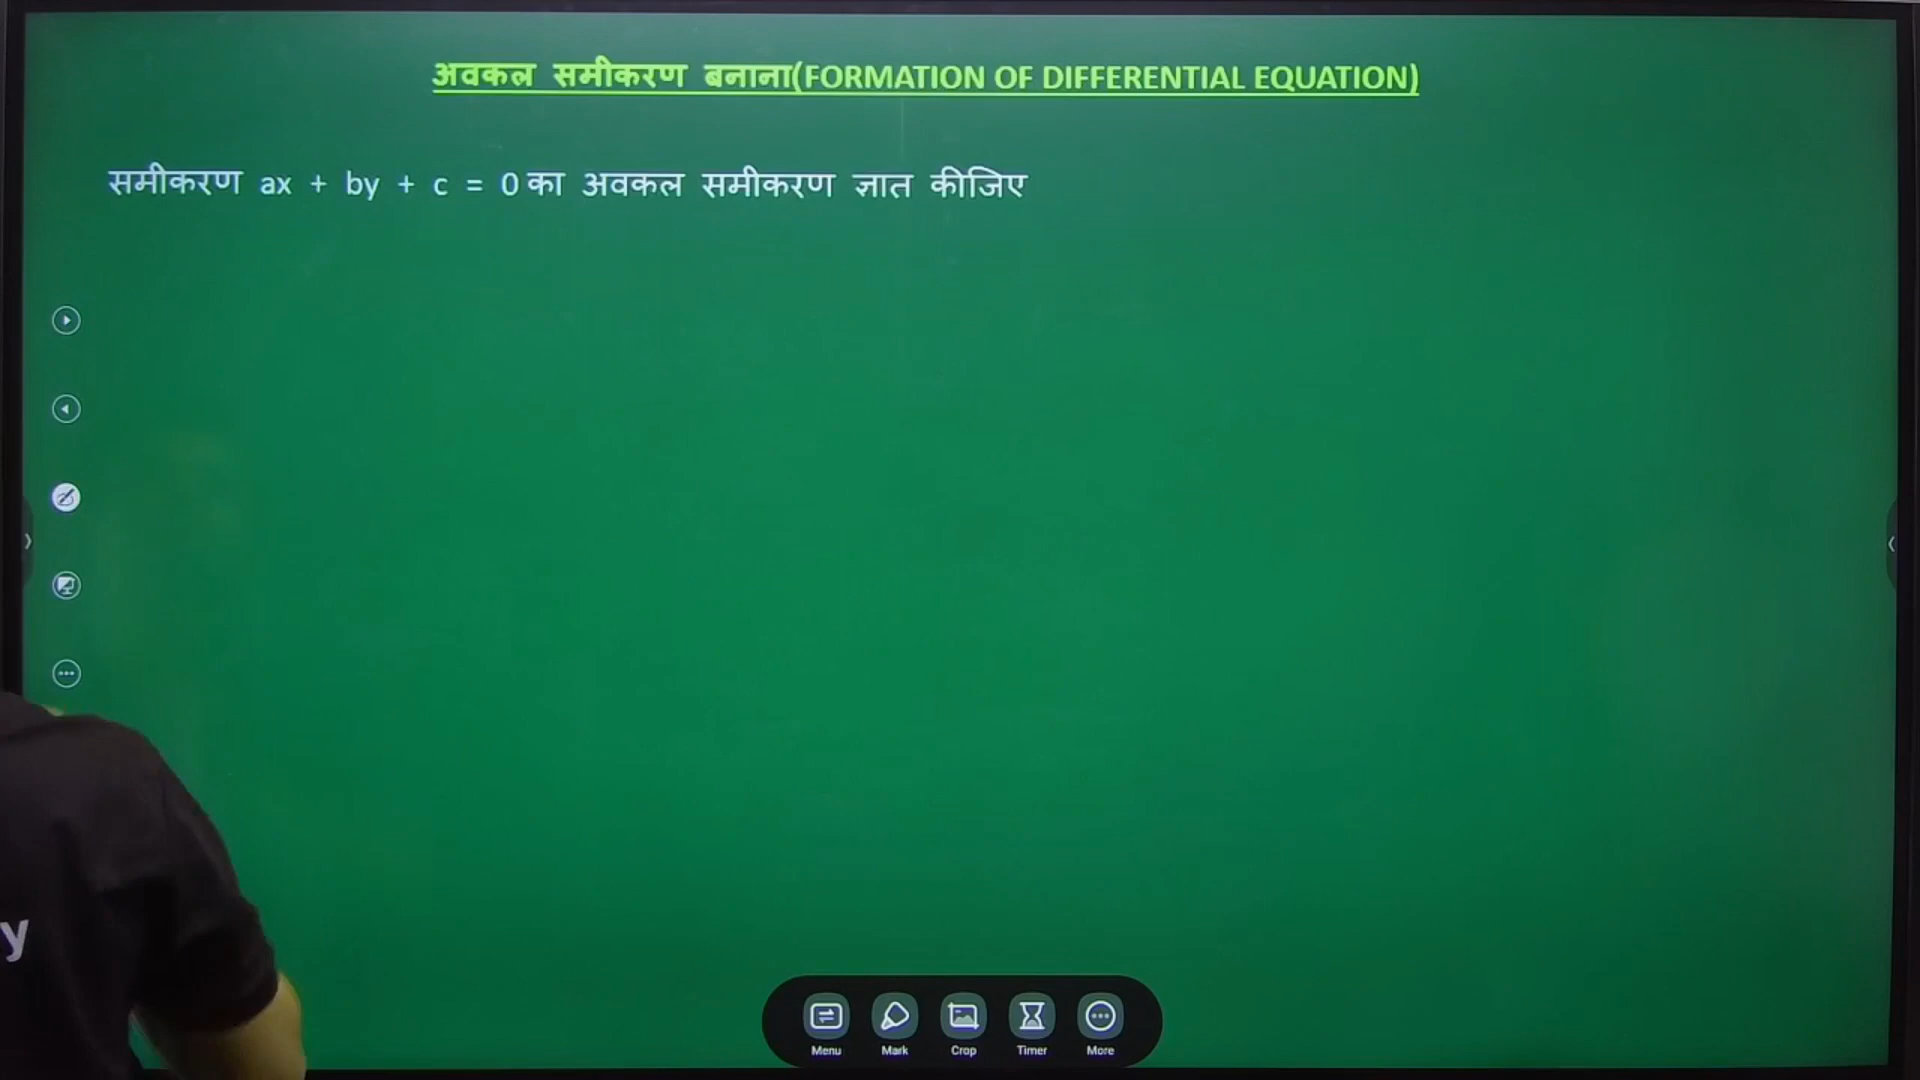 अवकल समीकरण बनाना(FORMATION OF DIFFERENTIAL EQUATION)
समीकरण ax + by + c = 0 का अवकल समीकरण ज्ञात कीजिए
y
Menu Mark Crop Timer More